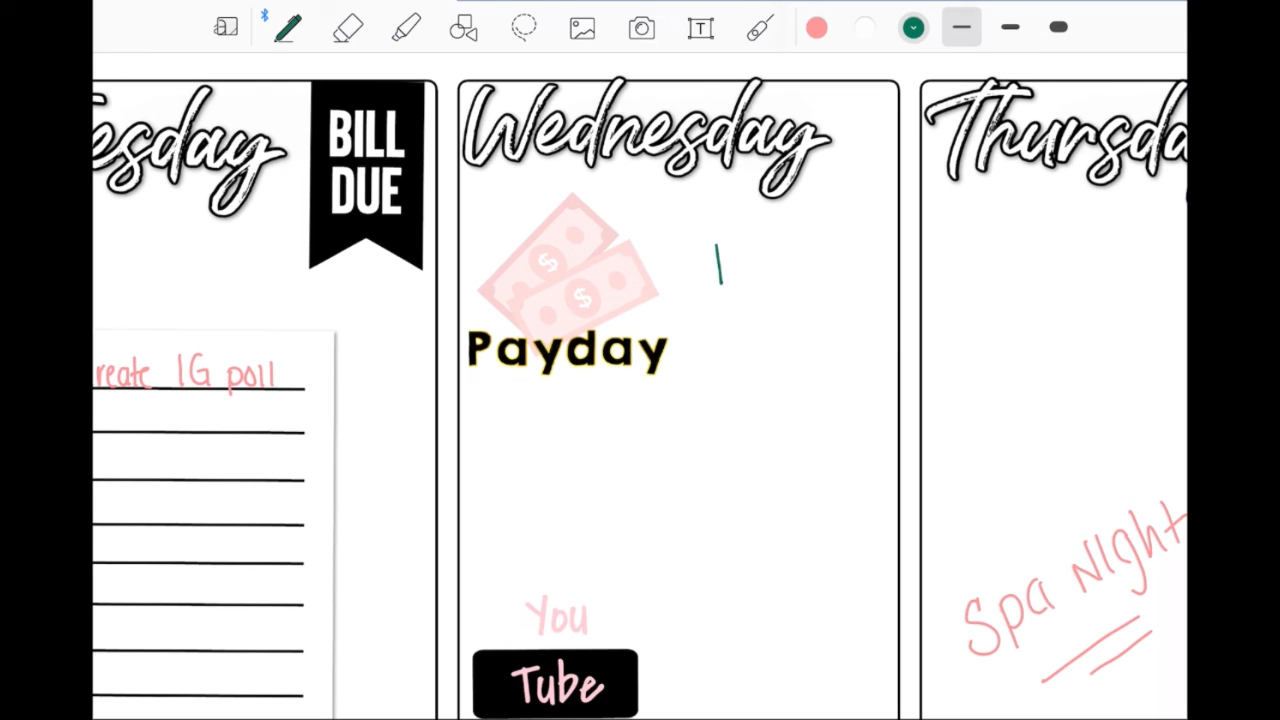 esday
BILL
DUE
reate IG poll
Wednesday
Payday
You
Tube
Thursda
Spa NIght